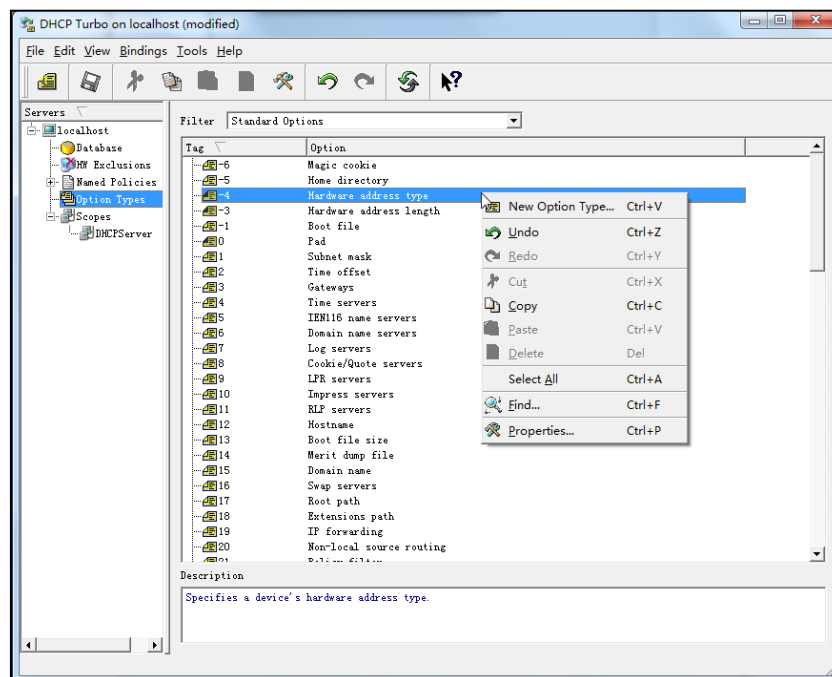 DHCP Turbo on localhost (modified)
File Edit View Bindings Tools Help
Servers
localhost
Database
HW Exclusions
Named Policies
Option Types
Scopes
DHCPServer
Filter Standard Options
Tag Option
-6 Magic cookie
-5 Home directory
-4 Hardware address type
-3 Hardware address length
-1 Boot file
0 Pad
1 Subnet mask
2 Time offset
3 Gateways
4 Time servers
5 IEN116 name servers
6 Domain name servers
7 Log servers
8 Cookie/Quote servers
9 LPR servers
10 Impress servers
11 RLP servers
12 Hostname
13 Boot file size
14 Merit dump file
15 Domain name
16 Swap servers
17 Root path
18 Extensions path
19 IP forwarding
20 Non-local source routing
New Option Type... Ctrl+V
Undo Ctrl+Z
Redo Ctrl+Y
Cut Ctrl+X
Copy Ctrl+C
Paste Ctrl+V
Delete Del
Select All Ctrl+A
Find... Ctrl+F
Properties... Ctrl+P
Description
Specifies a device's hardware address type.